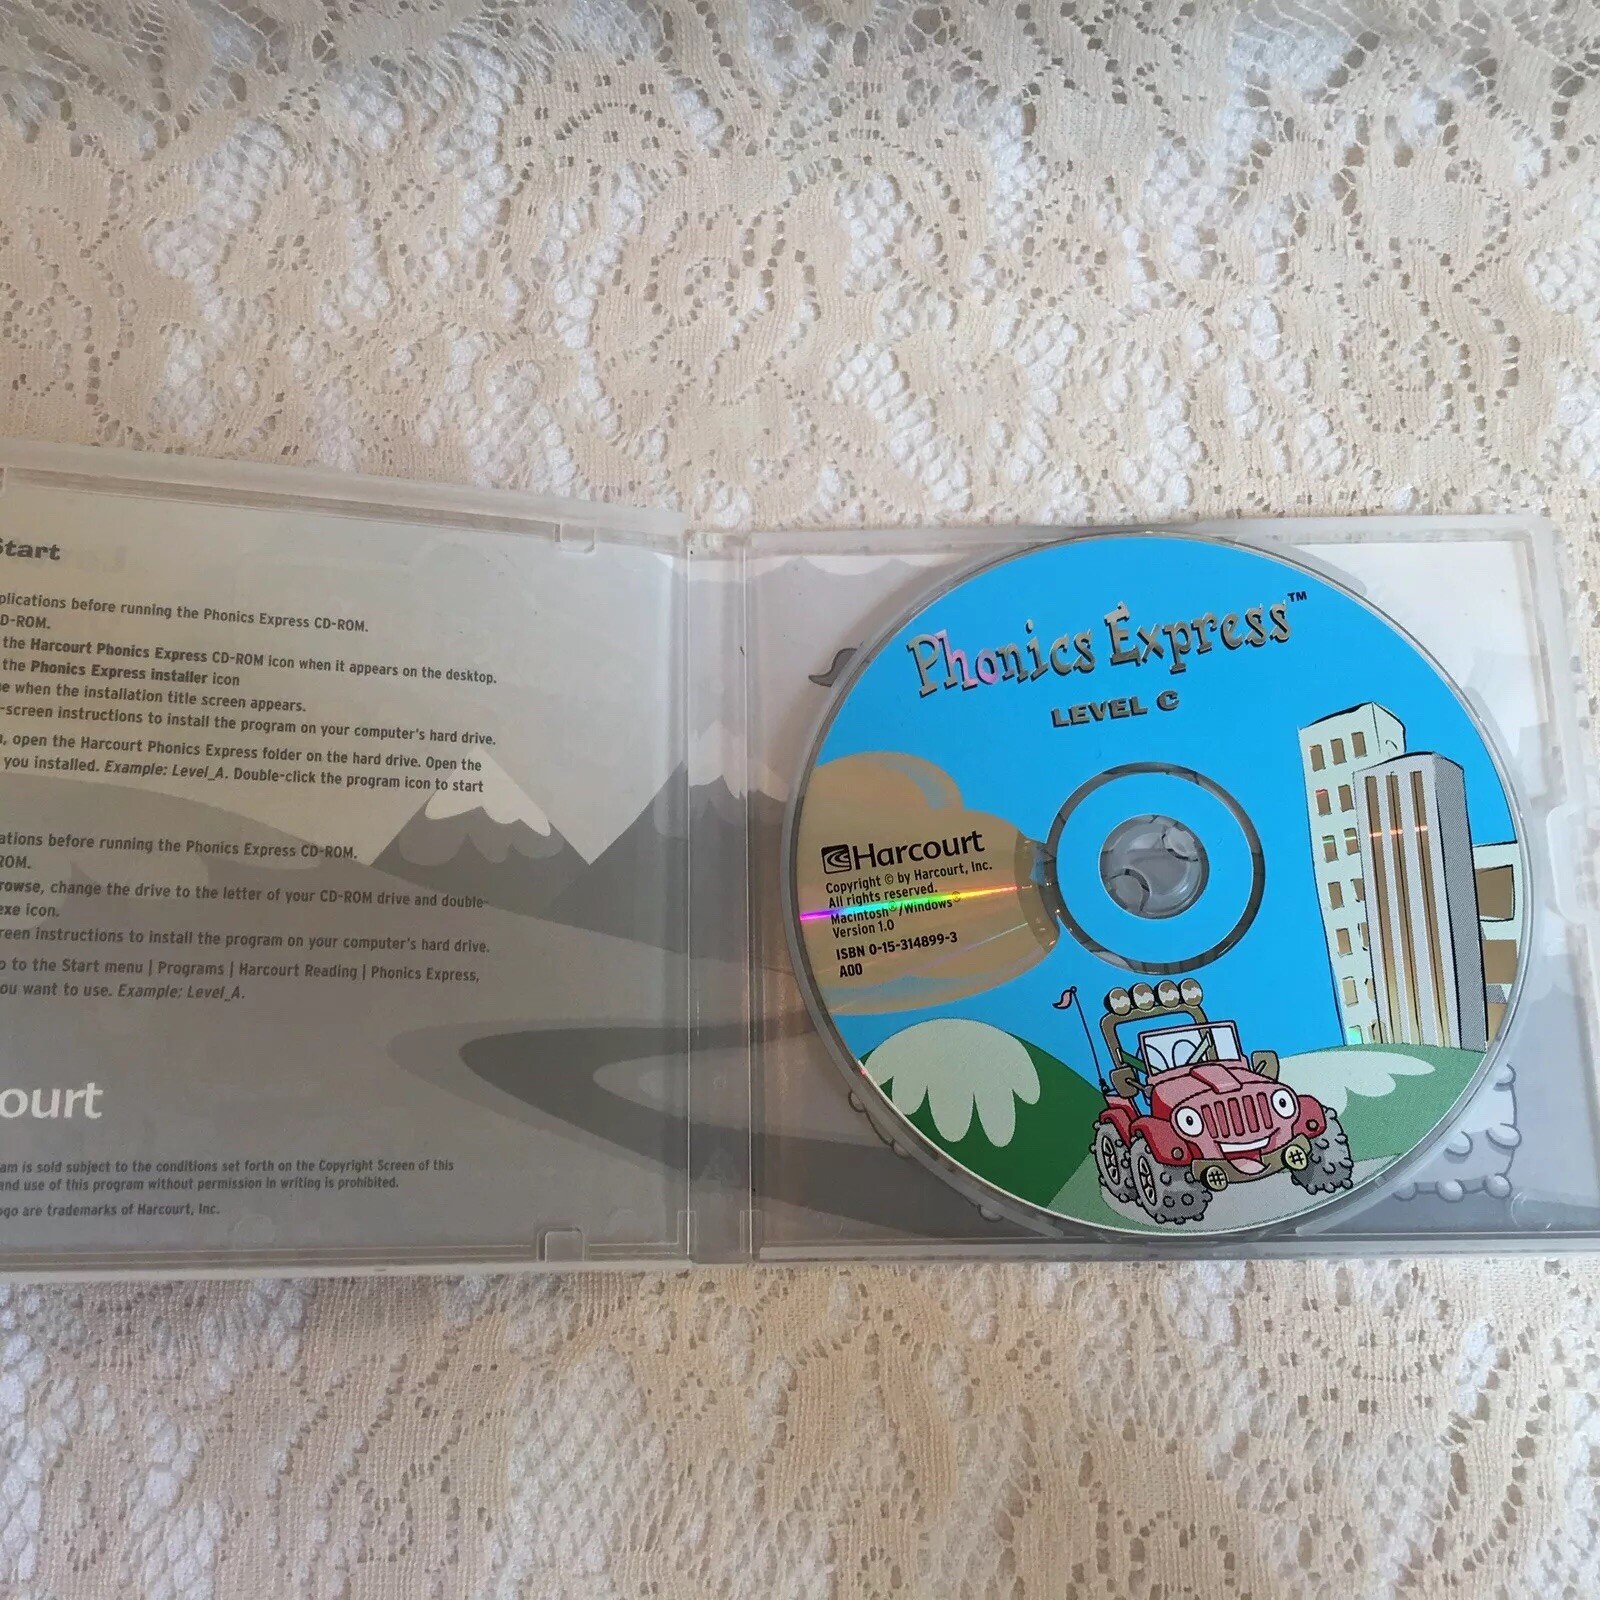 Start
plications before running the Phonics Express CD-ROM.
D-ROM.
the Harcourt Phonics Express CD-ROM icon when it appears on the desktop.
the Phonics Express installer icon
e when the installation title screen appears.
-screen instructions to install the program on your computer's hard drive.
, open the Harcourt Phonics Express folder on the hard drive. Open the
you installed. Example: Level_A. Double-click the program icon to start
ations before running the Phonics Express CD-ROM.
ROM.
rowse, change the drive to the letter of your CD-ROM drive and double-
exe icon.
reen instructions to install the program on your computer's hard drive.
o to the Start menu | Programs | Harcourt Reading | Phonics Express,
ou want to use. Example: Level_A.
ourt
am is sold subject to the conditions set forth on the Copyright Screen of this
and use of this program without permission in writing is prohibited.
ogo are trademarks of Harcourt, Inc.
Phonics Express™
LEVEL C
Harcourt
Copyright © by Harcourt, Inc.
All rights reserved.
Macintosh®/Windows®
Version 1.0
ISBN 0-15-314899-3
A00